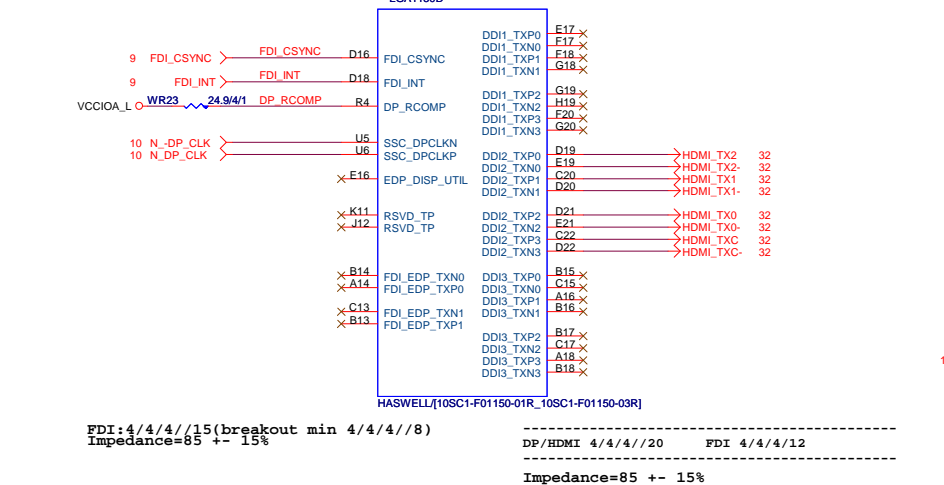 DDI1_TXP0 E17
DDI1_TXN0 F17
DDI1_TXP1 F18
DDI1_TXN1 G18
9 FDI_CSYNC FDI_CSYNC D16 FDI_CSYNC
9 FDI_INT FDI_INT D18 FDI_INT
VCCIOA_L WR23 24.9/4/1 DP_RCOMP R4 DP_RCOMP
DDI1_TXP2 G19
DDI1_TXN2 H19
DDI1_TXP3 F20
DDI1_TXN3 G20
10 N_-DP_CLK U5 SSC_DPCLKN
10 N_DP_CLK U6 SSC_DPCLKP
DDI2_TXP0 D19 HDMI_TX2 32
DDI2_TXN0 E19 HDMI_TX2- 32
DDI2_TXP1 C20 HDMI_TX1 32
DDI2_TXN1 D20 HDMI_TX1- 32
E16 EDP_DISP_UTIL
K11 RSVD_TP
J12 RSVD_TP
DDI2_TXP2 D21 HDMI_TX0 32
DDI2_TXN2 E21 HDMI_TX0- 32
DDI2_TXP3 C22 HDMI_TXC 32
DDI2_TXN3 D22 HDMI_TXC- 32
B14 FDI_EDP_TXN0
A14 FDI_EDP_TXP0
C13 FDI_EDP_TXN1
B13 FDI_EDP_TXP1
DDI3_TXP0 B15
DDI3_TXN0 C15
DDI3_TXP1 A16
DDI3_TXN1 B16
DDI3_TXP2 B17
DDI3_TXN2 C17
DDI3_TXP3 A18
DDI3_TXN3 B18
HASWELL/[10SC1-F01150-01R_10SC1-F01150-03R]
FDI:4/4/4//15(breakout min 4/4/4//8)
Impedance=85 +- 15%
DP/HDMI 4/4/4//20 FDI 4/4/4/12
Impedance=85 +- 15%